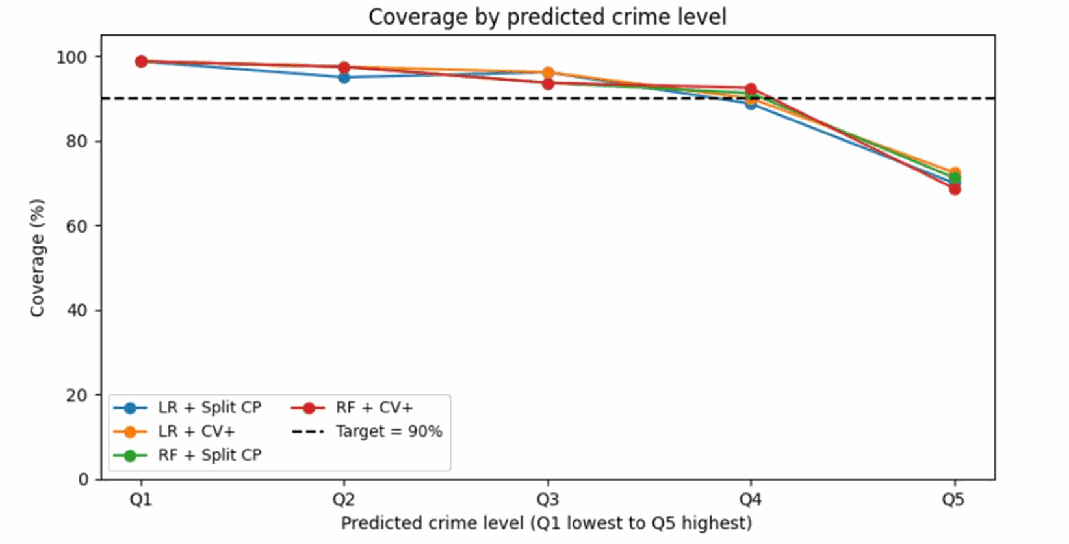 Coverage by predicted crime level
100
80
60
40
20
0
Coverage (%)
LR + Split CP
LR + CV+
RF + Split CP
RF + CV+
Target = 90%
Q1 Q2 Q3 Q4 Q5
Predicted crime level (Q1 lowest to Q5 highest)